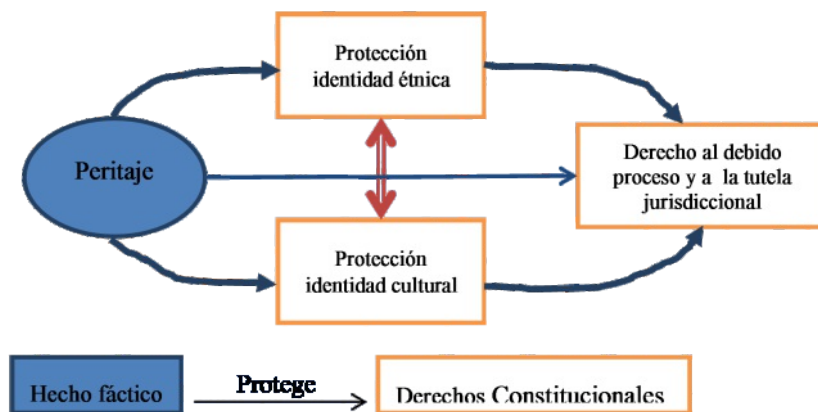 Protección
identidad étnica
Peritaje
Derecho al debido
proceso y a la tutela
jurisdiccional
Protección
identidad cultural
Hecho fáctico
Protege
Derechos Constitucionales